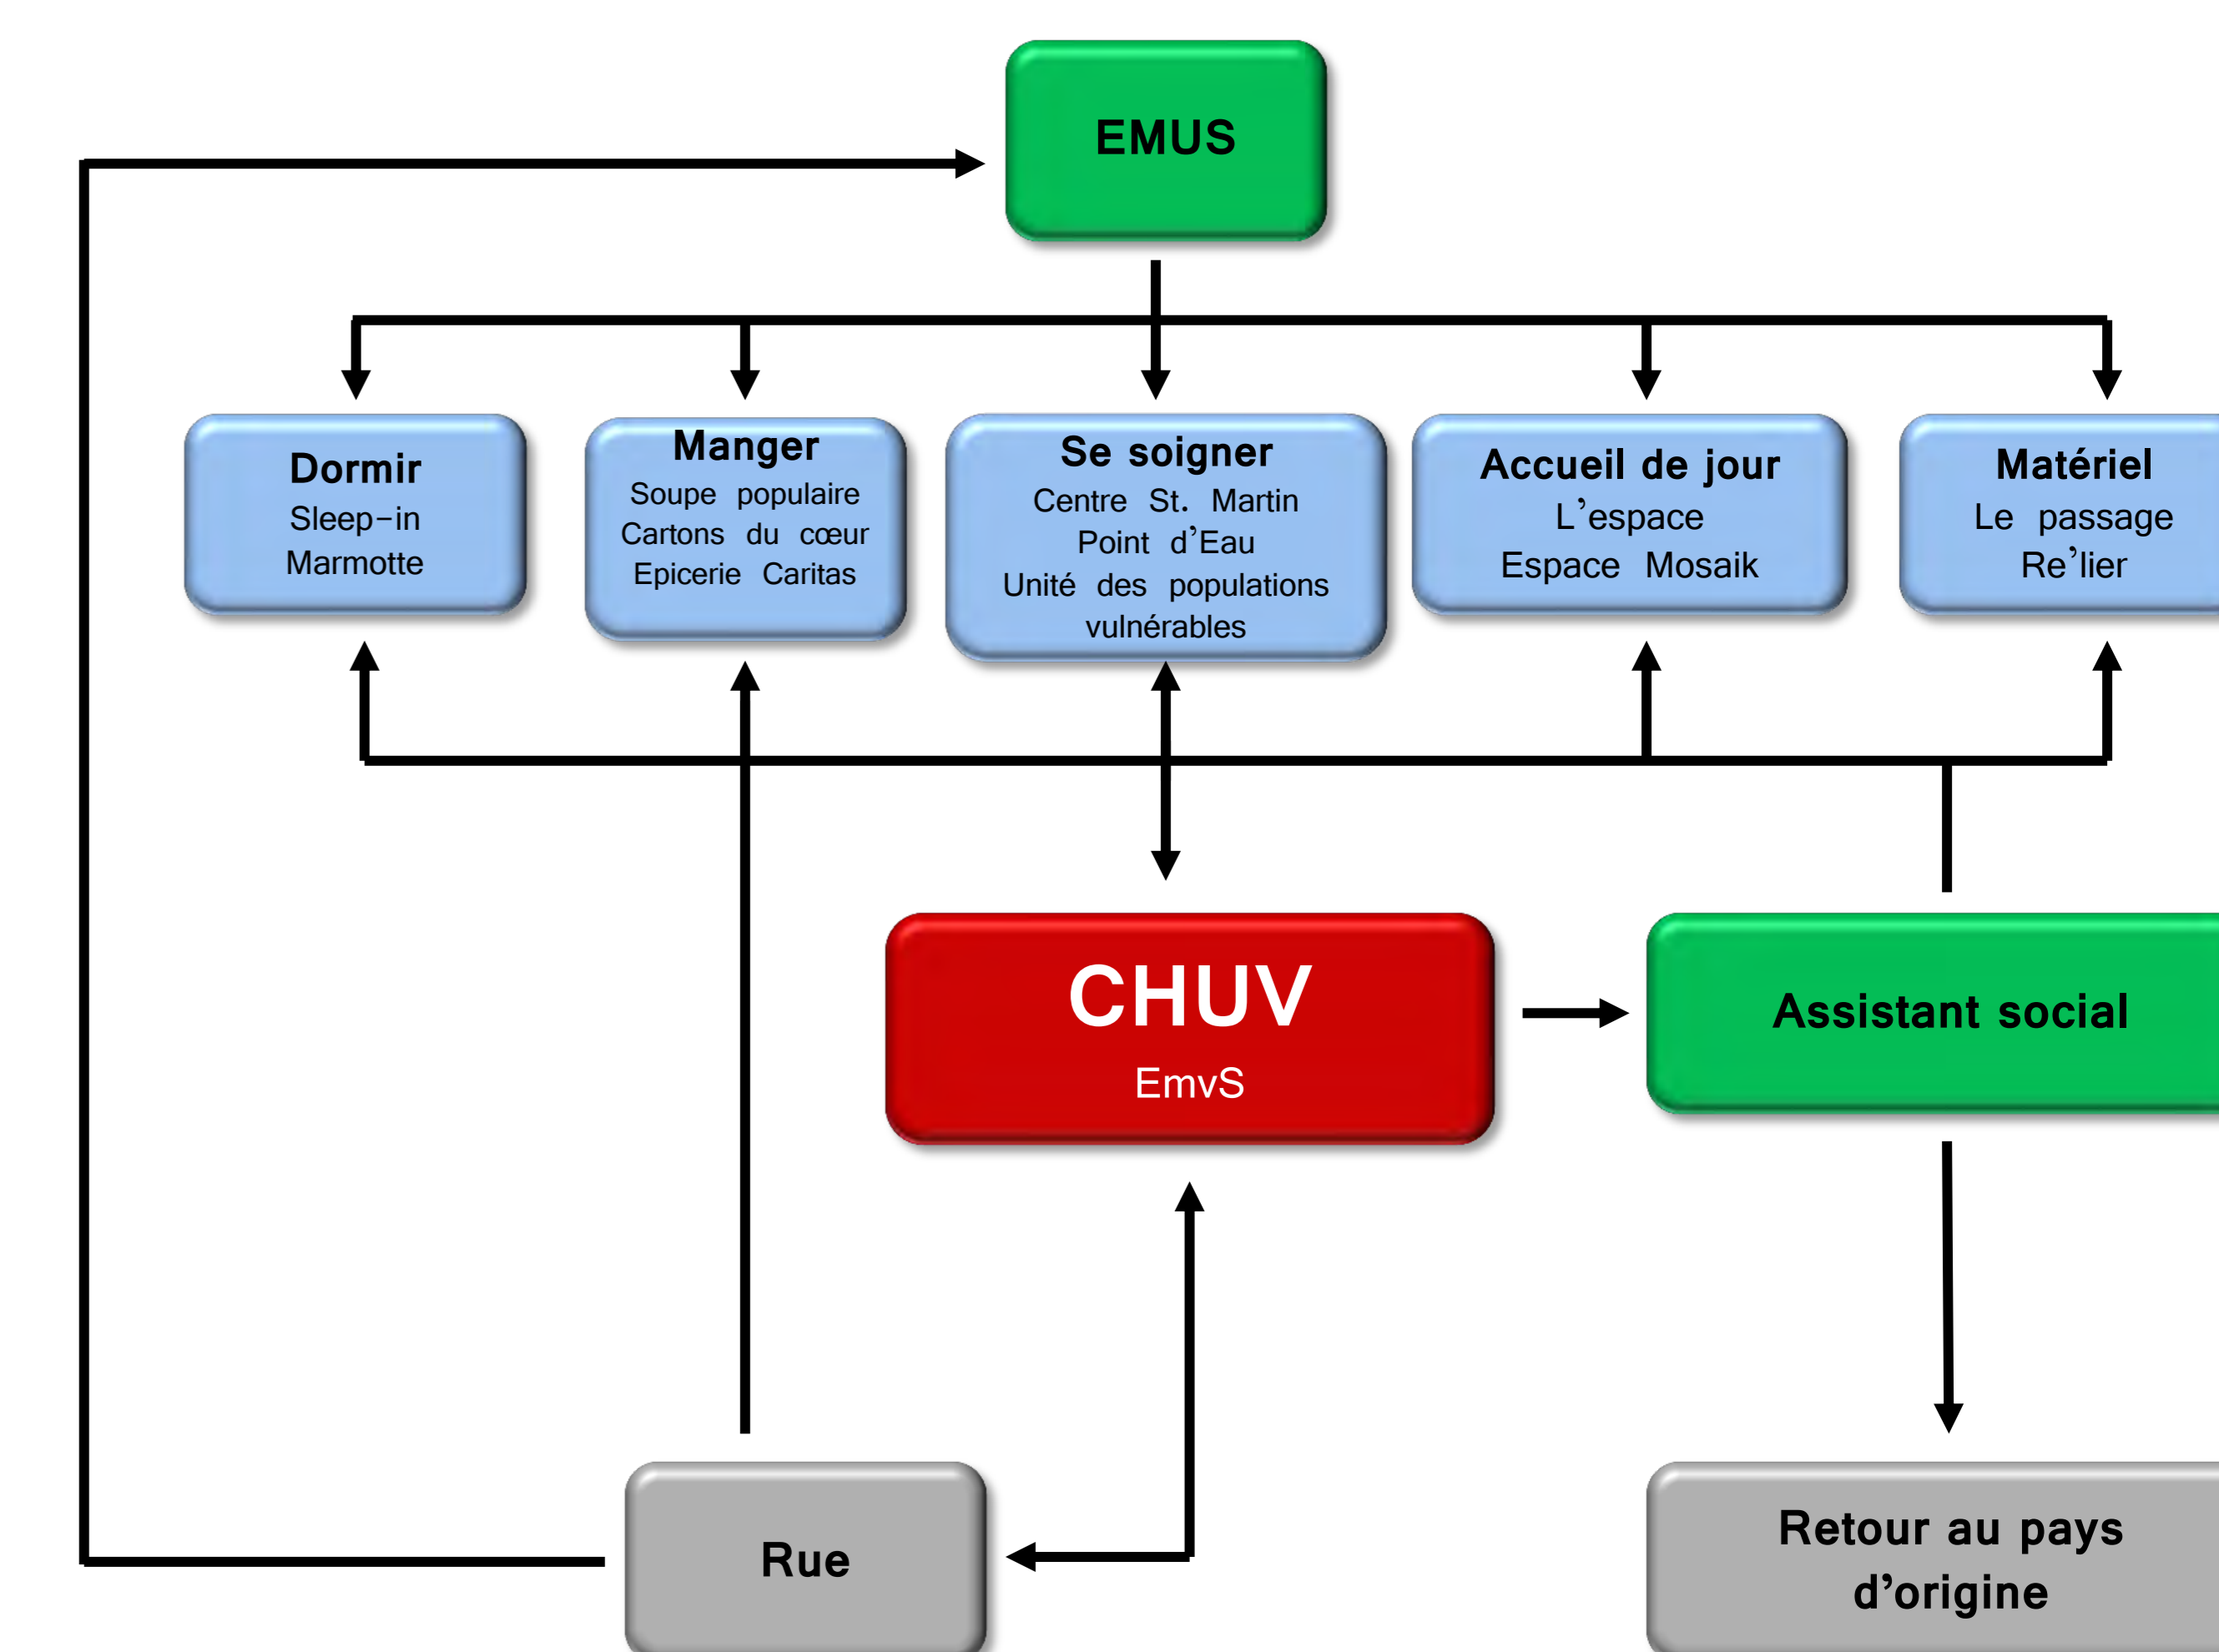 EMUS
Dormir
Sleep-in
Marmotte
Manger
Soupe populaire
Cartons du cœur
Epicerie Caritas
Se soigner
Centre St. Martin
Point d’Eau
Unité des populations
vulnérables
Accueil de jour
L’espace
Espace Mosaik
Matériel
Le passage
Re’lier
CHUV
EmvS
Assistant social
Rue
Retour au pays
d’origine